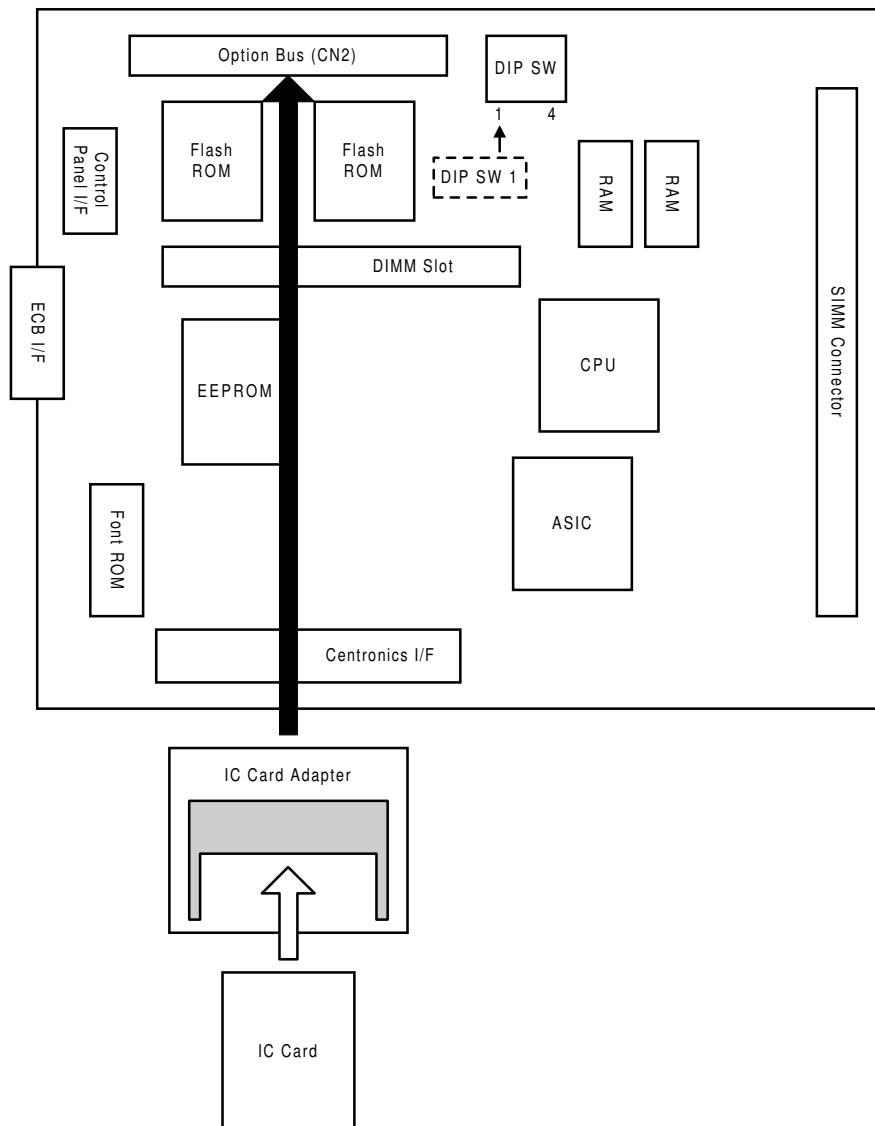 Option Bus (CN2)
DIP SW
1
4
Flash
ROM
Flash
ROM
Control
Panel I/F
DIP SW 1
RAM
RAM
DIMM Slot
ECB I/F
SIMM Connector
CPU
EEPROM
Font ROM
ASIC
Centronics I/F
IC Card Adapter
IC Card